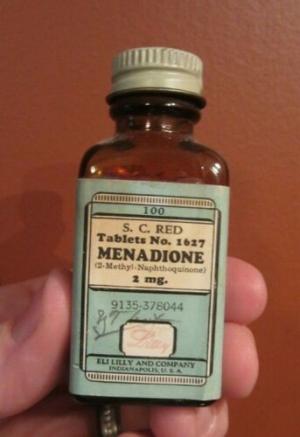 100
S. C. RED
Tablets No. 1627
MENADIONE
(2-Methyl-Naphthoquinone)
2 mg.
9135-378044
Lilly
ELI LILLY AND COMPANY
INDIANAPOLIS, U. S. A.